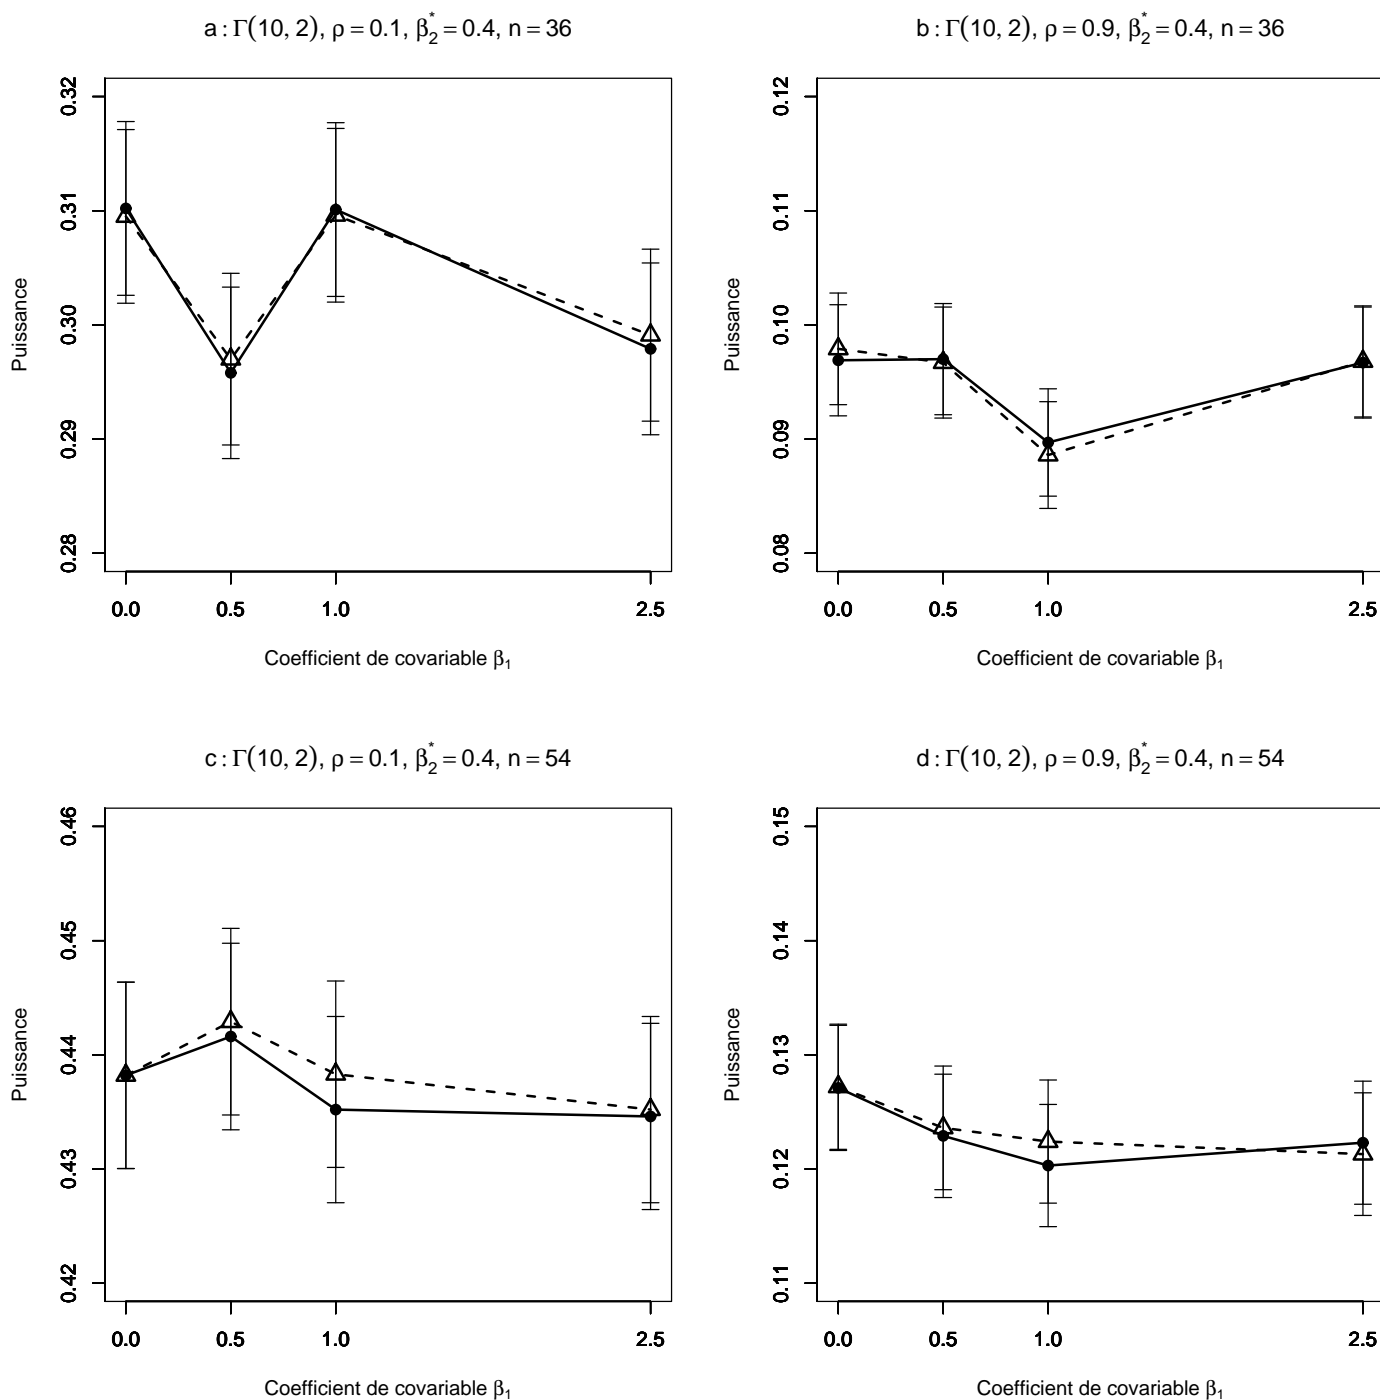 a : Γ(10, 2), ρ = 0.1, β₂* = 0.4, n = 36
Puissance
0.32
0.31
0.30
0.29
0.28
0.0 0.5 1.0 2.5
Coefficient de covariable β₁
b : Γ(10, 2), ρ = 0.9, β₂* = 0.4, n = 36
Puissance
0.12
0.11
0.10
0.09
0.08
0.0 0.5 1.0 2.5
Coefficient de covariable β₁
c : Γ(10, 2), ρ = 0.1, β₂* = 0.4, n = 54
Puissance
0.46
0.45
0.44
0.43
0.42
0.0 0.5 1.0 2.5
Coefficient de covariable β₁
d : Γ(10, 2), ρ = 0.9, β₂* = 0.4, n = 54
Puissance
0.15
0.14
0.13
0.12
0.11
0.0 0.5 1.0 2.5
Coefficient de covariable β₁